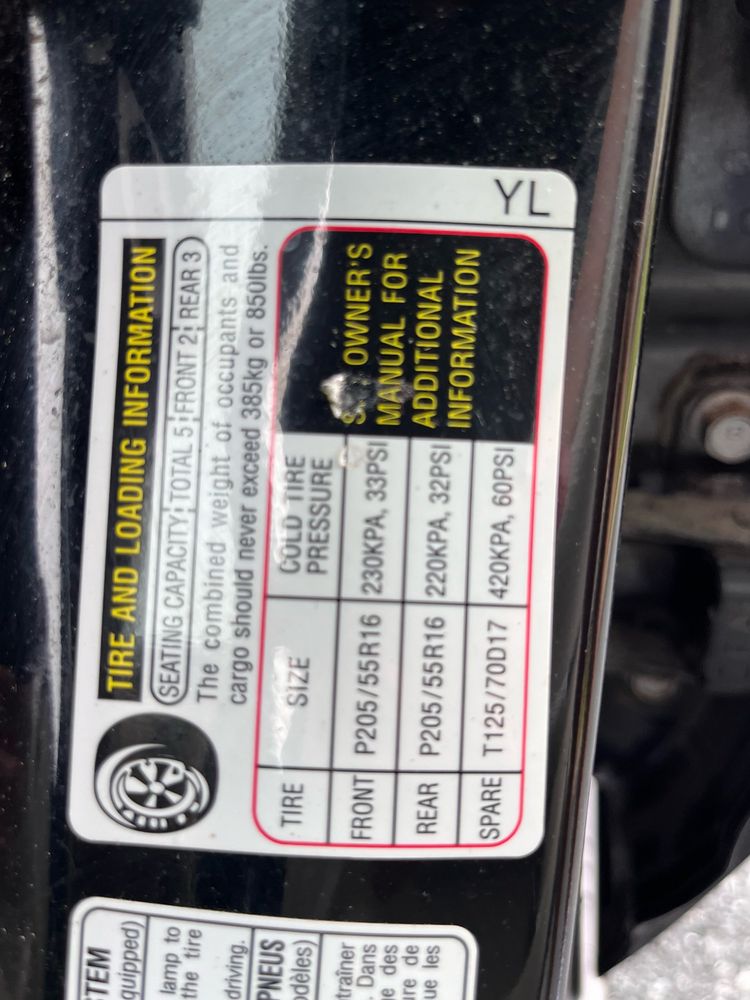 TIRE AND LOADING INFORMATION
SEATING CAPACITY TOTAL 5 FRONT 2 REAR 3
The combined weight of occupants and
cargo should never exceed 385kg or 850lbs.
TIRE SIZE COLD TIRE PRESSURE
FRONT P205/55R16 230KPA, 33PSI
REAR P205/55R16 220KPA, 32PSI
SPARE T125/70D17 420KPA, 60PSI
OWNER'S
MANUAL FOR
ADDITIONAL
INFORMATION
YL
lamp to
the tire
driving.
PNEUS
Dans
des
de
les